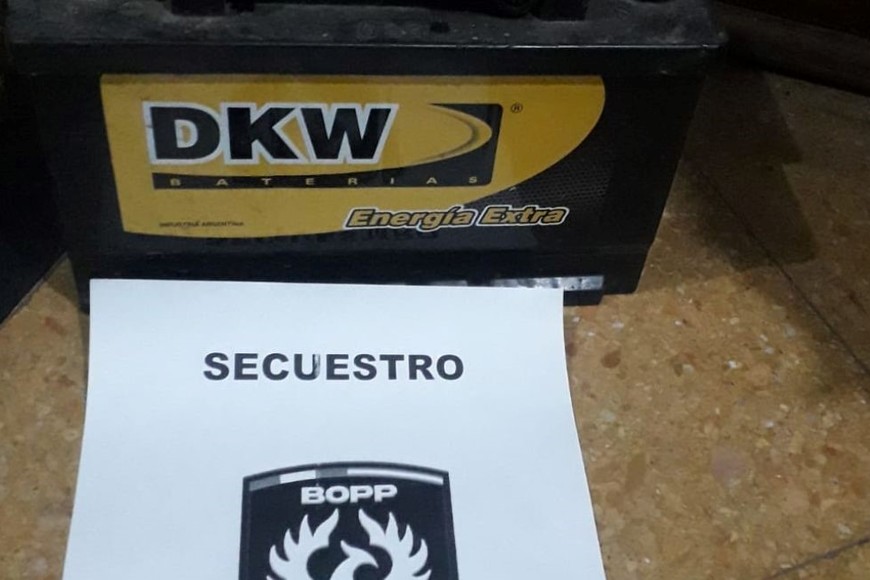 DKW ®
BATERIAS
INDUSTRIA ARGENTINA
Energía Extra
SECUESTRO
BOPP